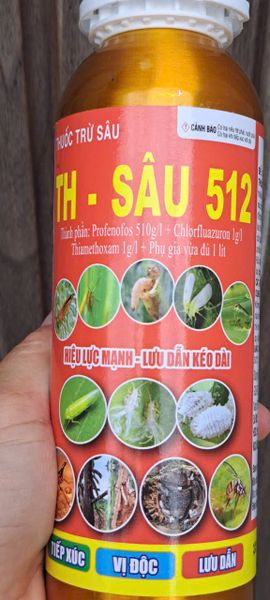 CẢNH BÁO
THUỐC TRỪ SÂU
TH - SÂU 512
Thành phần: Profenofos 510g/l + Chlorfluazuron 1g/l
Thiamethoxam 1g/l + Phụ gia vừa đủ 1 lít
HIỆU LỰC MẠNH - LƯU DẪN KÉO DÀI
TIẾP XÚC
VỊ ĐỘC
LƯU DẪN